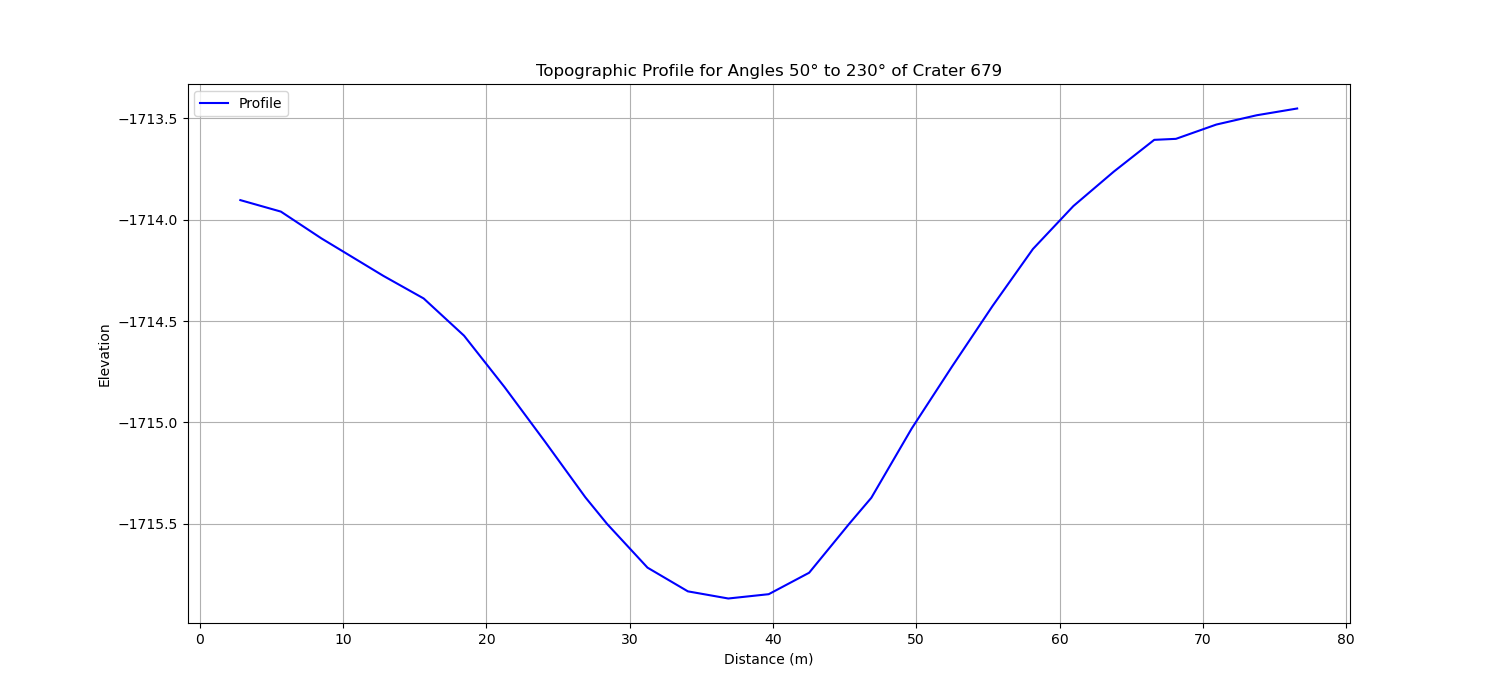 Topographic Profile for Angles 50° to 230° of Crater 679
Profile
−1713.5
−1714.0
−1714.5
−1715.0
−1715.5
Elevation
0 10 20 30 40 50 60 70 80
Distance (m)